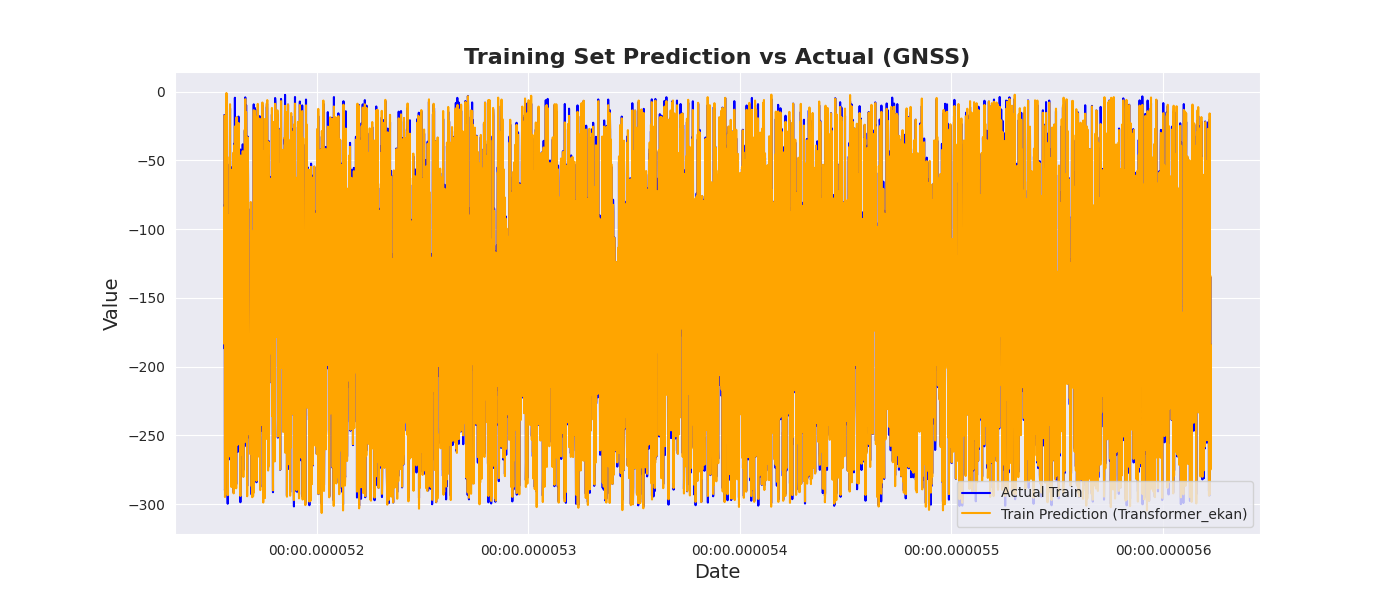 Training Set Prediction vs Actual (GNSS)
Value
0
−50
−100
−150
−200
−250
−300
Actual Train
Train Prediction (Transformer_ekan)
00:00.000052
00:00.000053
00:00.000054
00:00.000055
00:00.000056
Date